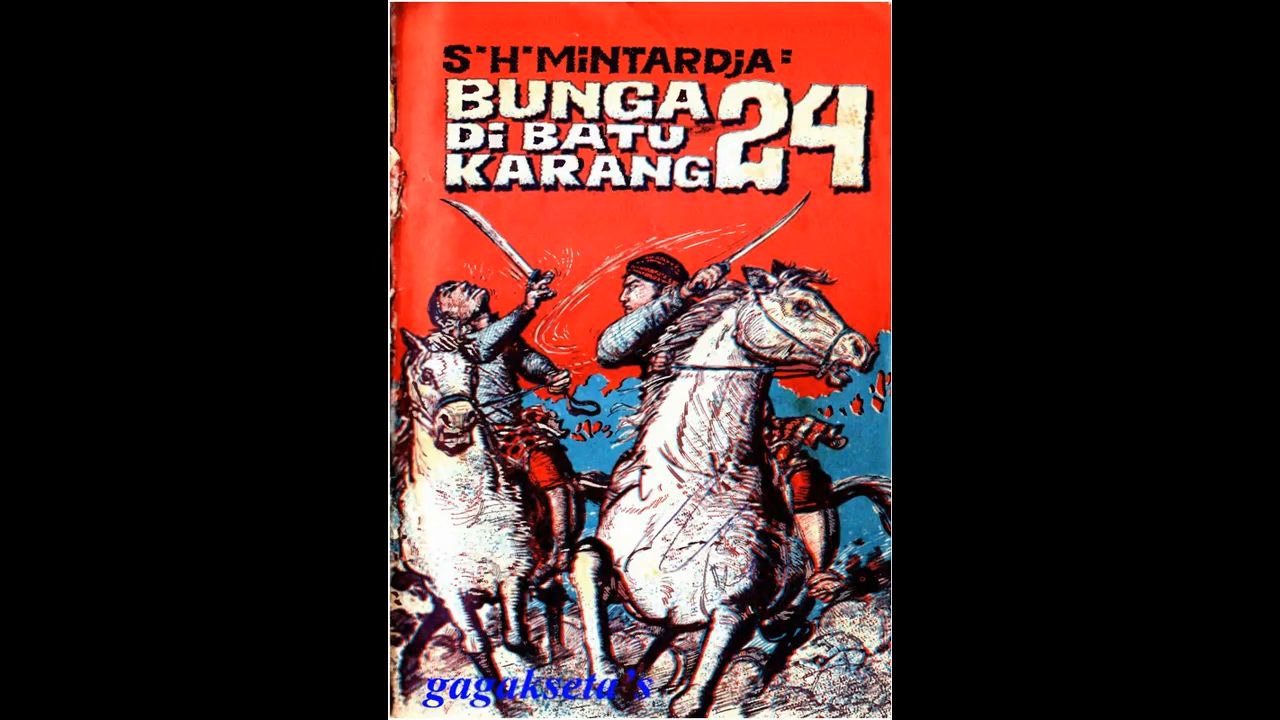 S·H·MiNTARDjA:
BUNGA
Di BATU
KARANG
24
gagakseta's